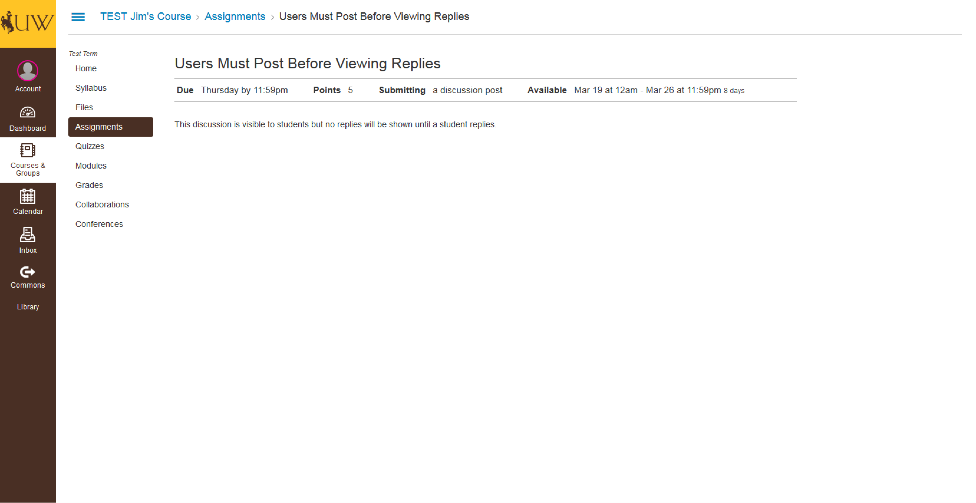 UW
TEST Jim's Course › Assignments › Users Must Post Before Viewing Replies
Account
Dashboard
Courses &
Groups
Calendar
Inbox
Commons
Library
Test Term
Home
Syllabus
Files
Assignments
Quizzes
Modules
Grades
Collaborations
Conferences
Users Must Post Before Viewing Replies
Due Thursday by 11:59pm Points 5 Submitting a discussion post Available Mar 19 at 12am - Mar 26 at 11:59pm 8 days
This discussion is visible to students but no replies will be shown until a student replies